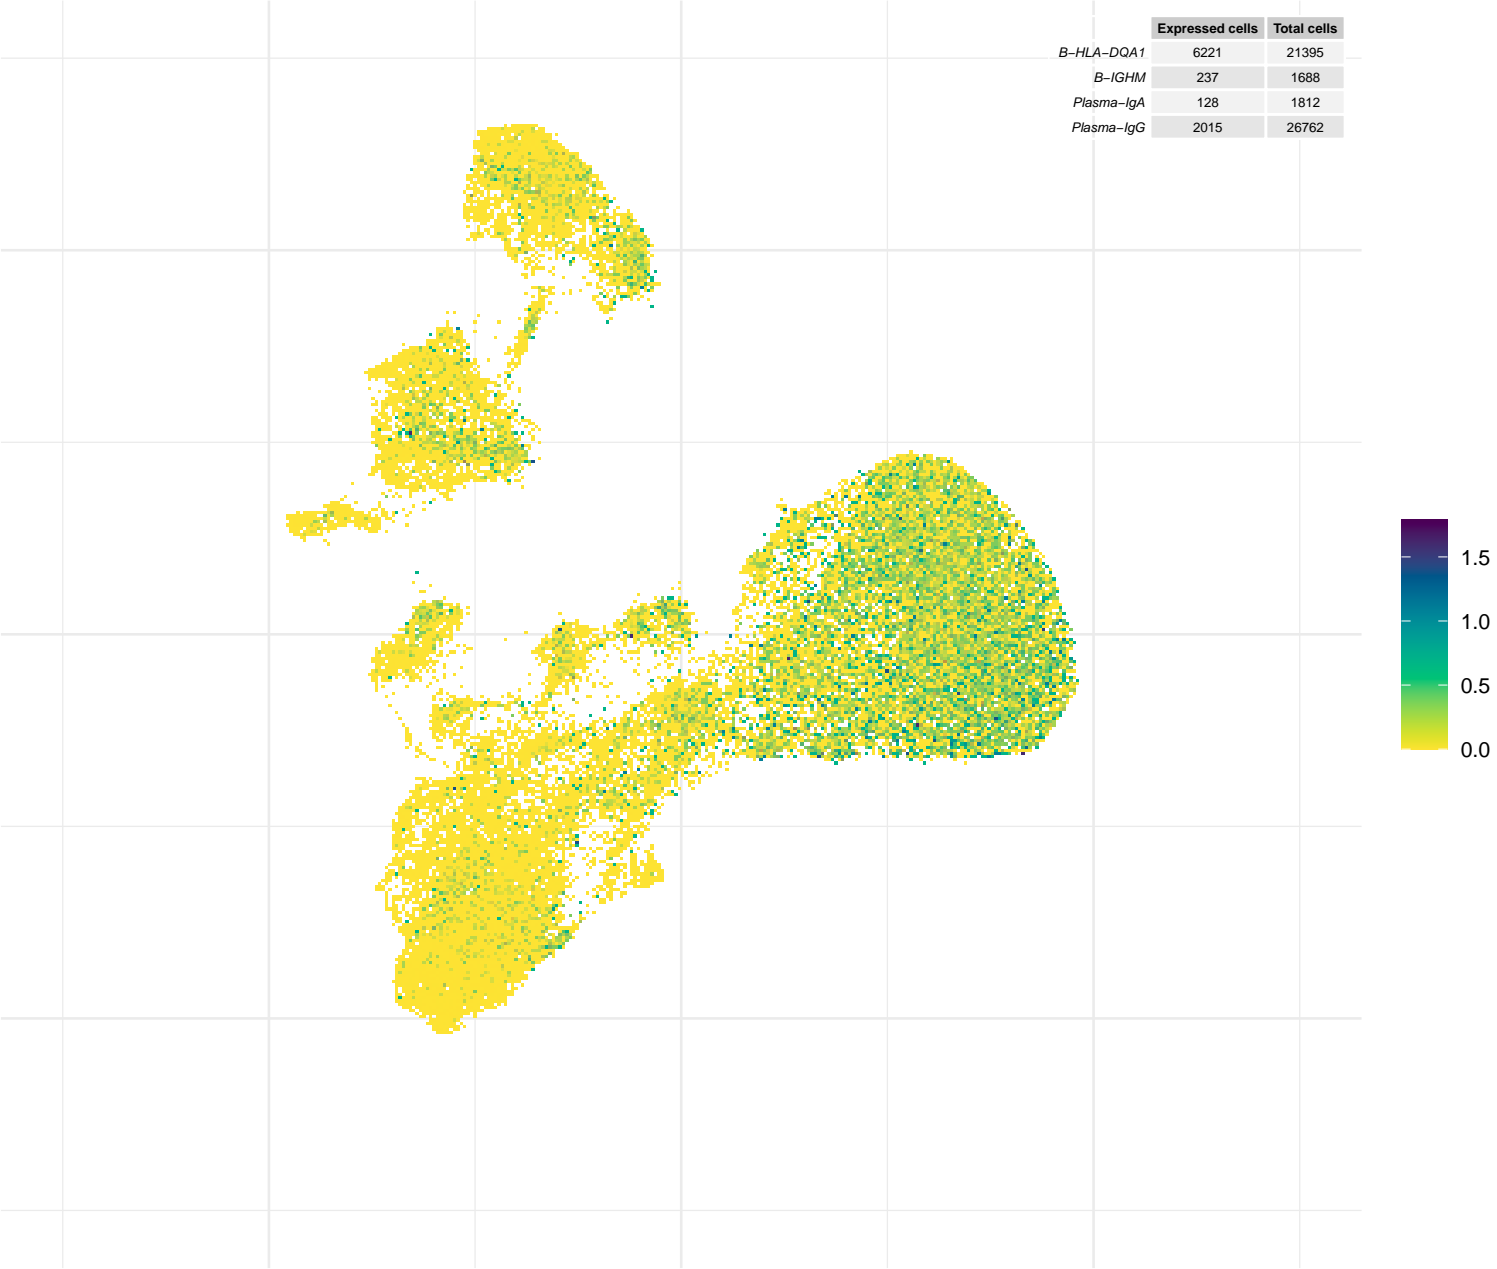 Expressed cells Total cells
B−HLA−DQA1 6221 21395
B−IGHM 237 1688
Plasma−IgA 128 1812
Plasma−IgG 2015 26762
1.5
1.0
0.5
0.0